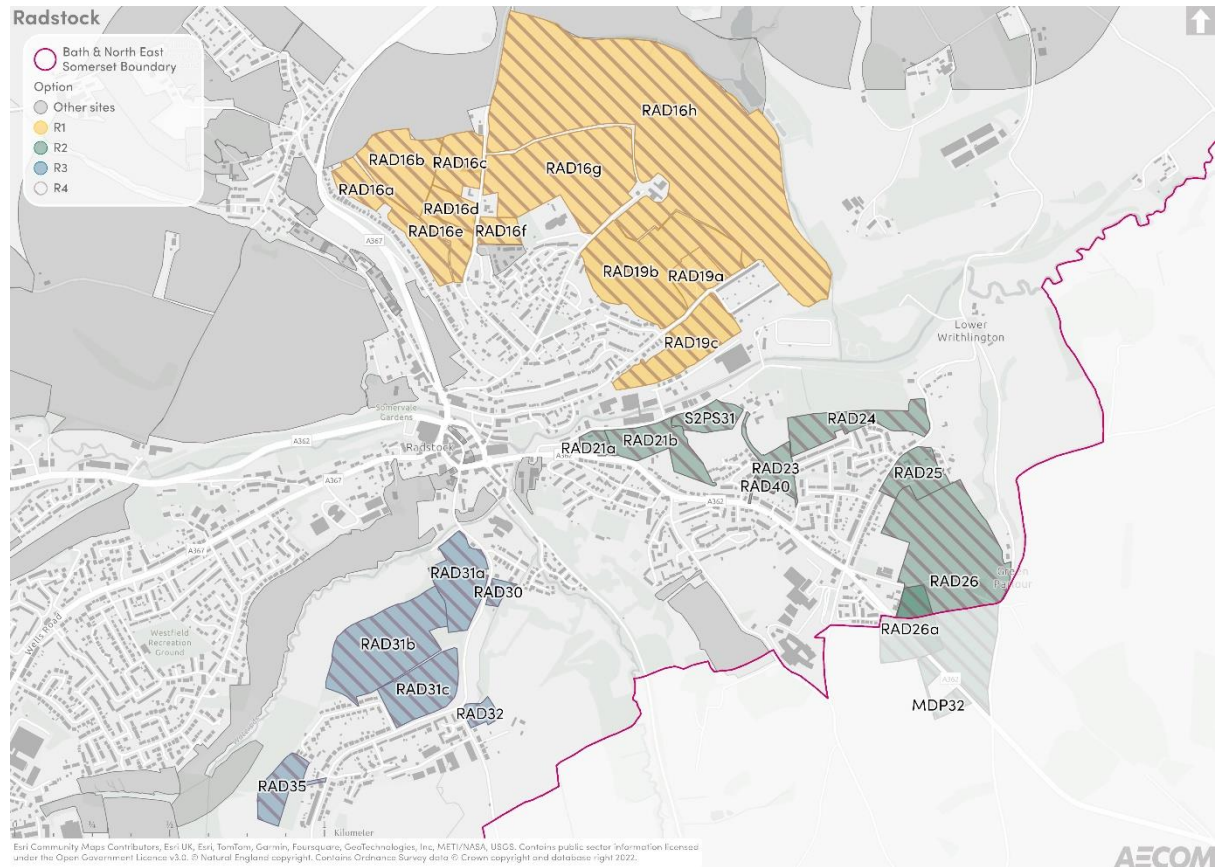 Radstock
Bath & North East
Somerset Boundary
Option
Other sites
R1
R2
R3
R4
RAD16h
RAD16b
RAD16c
RAD16a
RAD16g
RAD16d
RAD16e
RAD16f
A367
RAD19b
RAD19a
RAD19c
Lower
Writhlington
Somervale
Gardens
A362
Radstock
S2PS31
RAD24
RAD21a
RAD21b
A362
RAD23
RAD40
RAD25
A367
A362
A367
RAD31a
RAD30
RAD26
Wells Road
Westfield
Recreation
Ground
RAD31b
RAD26a
RAD31c
A362
MDP32
RAD32
RAD35
Kilometer
Esri Community Maps Contributors, Esri UK, Esri, TomTom, Garmin, Foursquare, GeoTechnologies, Inc, METI/NASA, USGS. Contains public sector information licensed
under the Open Government Licence v3.0. © Natural England copyright. Contains Ordnance Survey data © Crown copyright and database right 2022.
AECOM